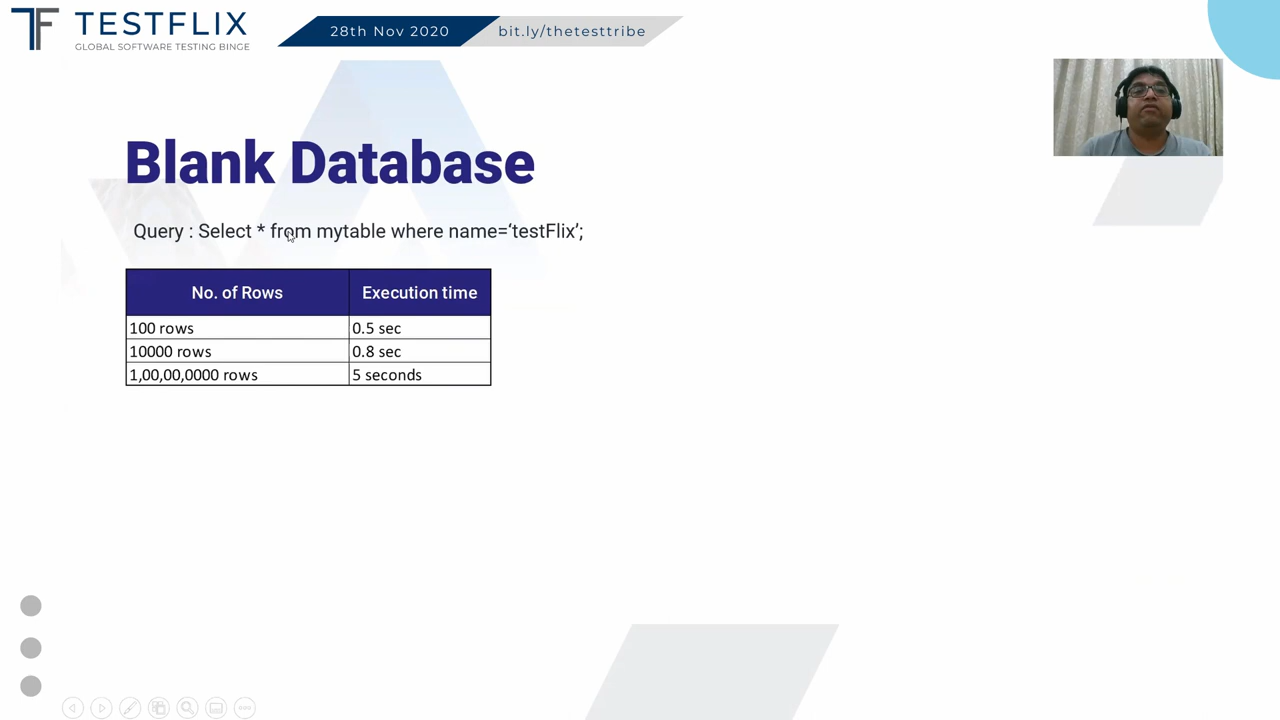 TF TESTFLIX
GLOBAL SOFTWARE TESTING BINGE
28th Nov 2020
bit.ly/thetesttribe
Blank Database
Query : Select * from mytable where name=‘testFlix’;
No. of Rows Execution time
100 rows 0.5 sec
10000 rows 0.8 sec
1,00,00,0000 rows 5 seconds